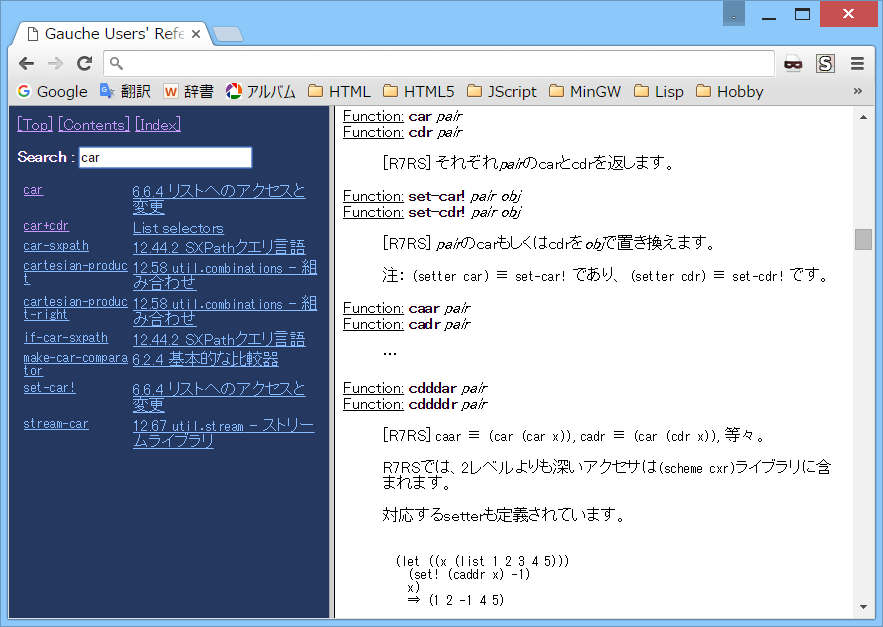 Gauche Users' Refe
Google 翻訳 辞書 アルバム HTML HTML5 JScript MinGW Lisp Hobby »
[Top] [Contents] [Index]
Search : car
car 6.6.4 リストへのアクセスと
変更
car+cdr List selectors
car-sxpath 12.44.2 SXPathクエリ言語
cartesian-produc 12.58 util.combinations - 組
t み合わせ
cartesian-produc 12.58 util.combinations - 組
t-right み合わせ
if-car-sxpath 12.44.2 SXPathクエリ言語
make-car-compara 6.2.4 基本的な比較器
tor
set-car! 6.6.4 リストへのアクセスと
変更
stream-car 12.67 util.stream - ストリー
ムライブラリ
Function: car pair
Function: cdr pair
[R7RS] それぞれpairのcarとcdrを返します。
Function: set-car! pair obj
Function: set-cdr! pair obj
[R7RS] pairのcarもしくはcdrをobjで置き換えます。
注： (setter car) ≡ set-car! であり、 (setter cdr) ≡ set-cdr! です。
Function: caar pair
Function: cadr pair
…
Function: cdddar pair
Function: cddddr pair
[R7RS] caar ≡ (car (car x)), cadr ≡ (car (cdr x)), 等々。
R7RSでは、2レベルよりも深いアクセサは(scheme cxr)ライブラリに含
まれます。
対応するsetterも定義されています。
(let ((x (list 1 2 3 4 5)))
(set! (caddr x) -1)
x)
⇒ (1 2 -1 4 5)